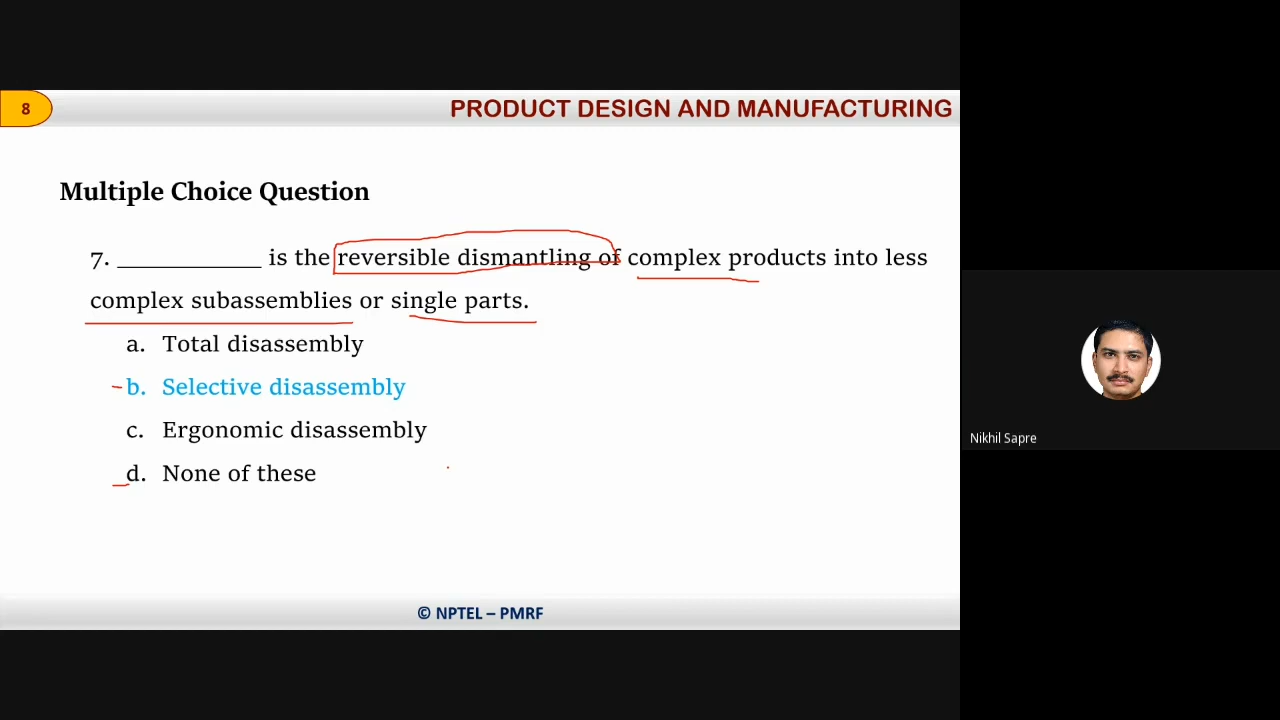 8
PRODUCT DESIGN AND MANUFACTURING
Multiple Choice Question
7. ____________ is the reversible dismantling of complex products into less
complex subassemblies or single parts.
a. Total disassembly
b. Selective disassembly
c. Ergonomic disassembly
d. None of these
© NPTEL – PMRF
Nikhil Sapre